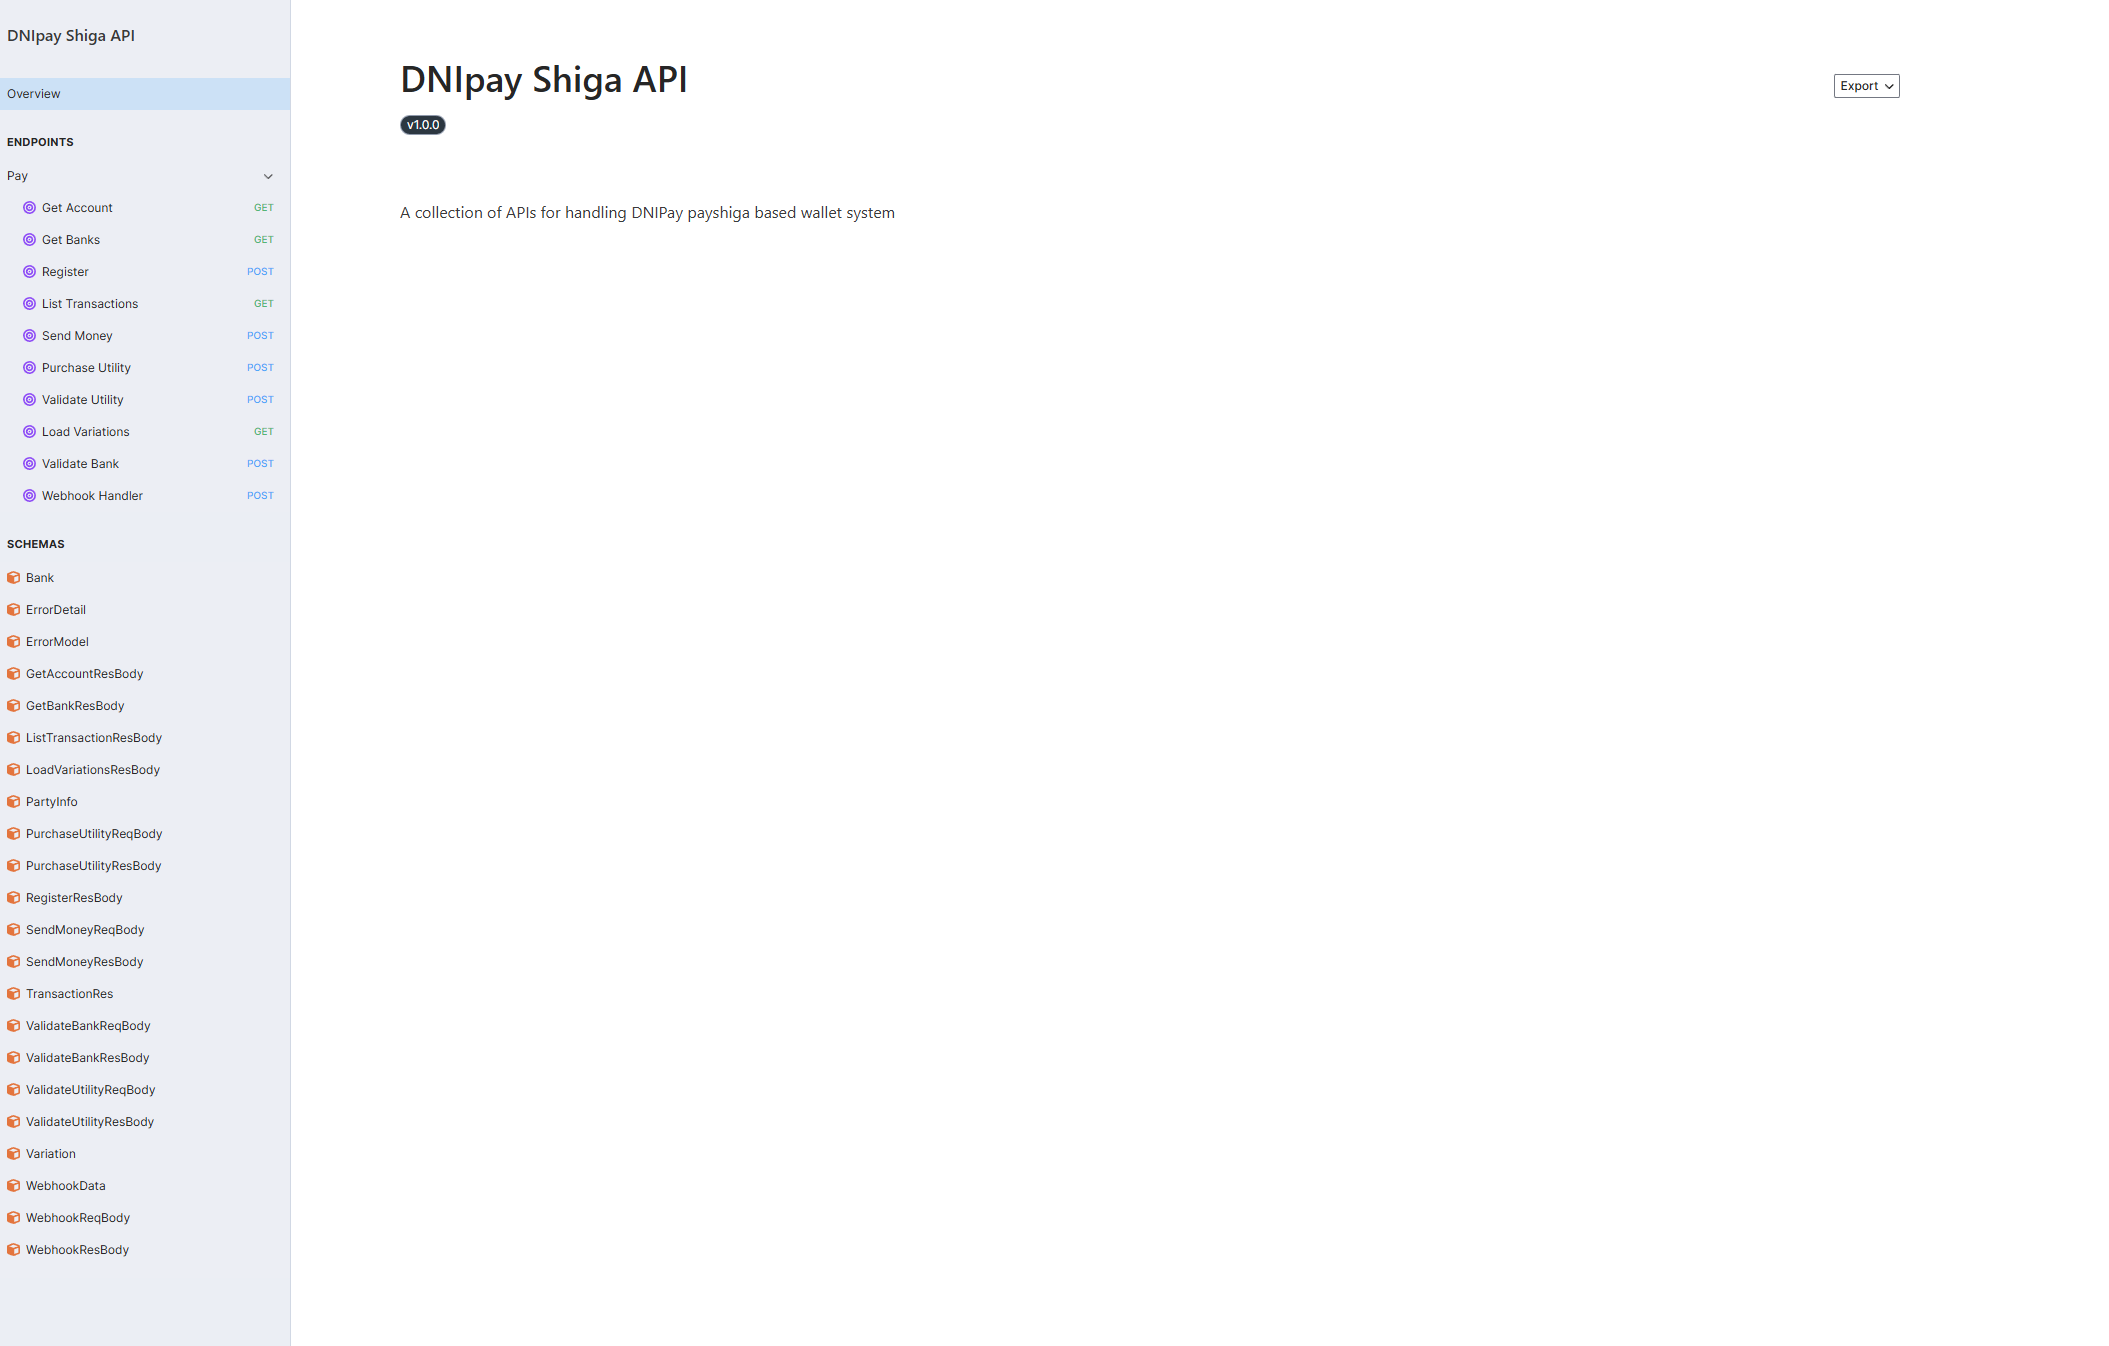 DNIpay Shiga API
Overview
ENDPOINTS
Pay
Get Account GET
Get Banks GET
Register POST
List Transactions GET
Send Money POST
Purchase Utility POST
Validate Utility POST
Load Variations GET
Validate Bank POST
Webhook Handler POST
SCHEMAS
Bank
ErrorDetail
ErrorModel
GetAccountResBody
GetBankResBody
ListTransactionResBody
LoadVariationsResBody
PartyInfo
PurchaseUtilityReqBody
PurchaseUtilityResBody
RegisterResBody
SendMoneyReqBody
SendMoneyResBody
TransactionRes
ValidateBankReqBody
ValidateBankResBody
ValidateUtilityReqBody
ValidateUtilityResBody
Variation
WebhookData
WebhookReqBody
WebhookResBody
DNIpay Shiga API
Export
v1.0.0
A collection of APIs for handling DNIPay payshiga based wallet system